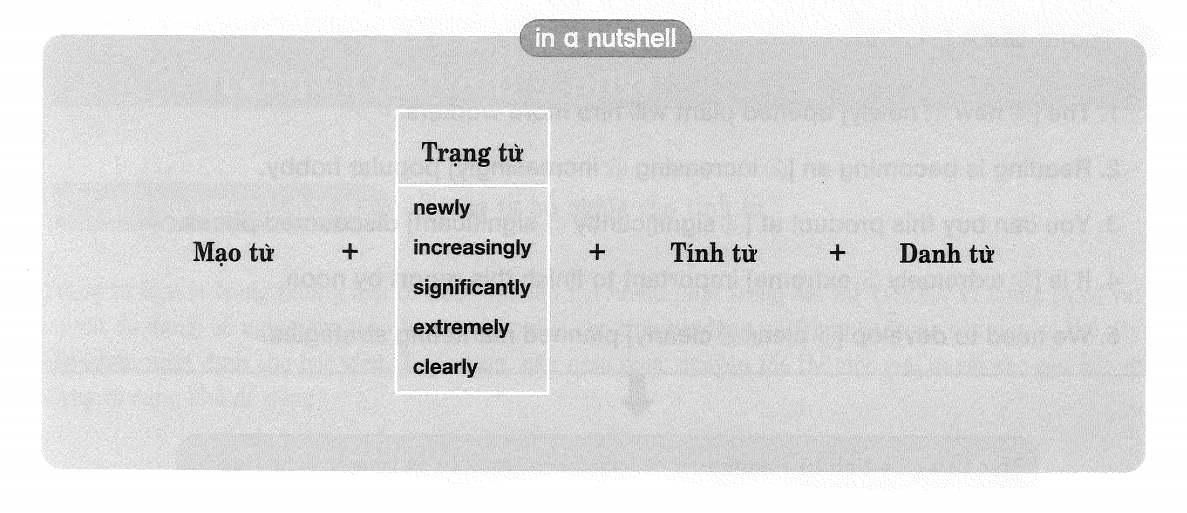 in a nutshell
Trạng từ
newly
increasingly
Mạo từ + significantly + Tính từ + Danh từ
extremely
clearly